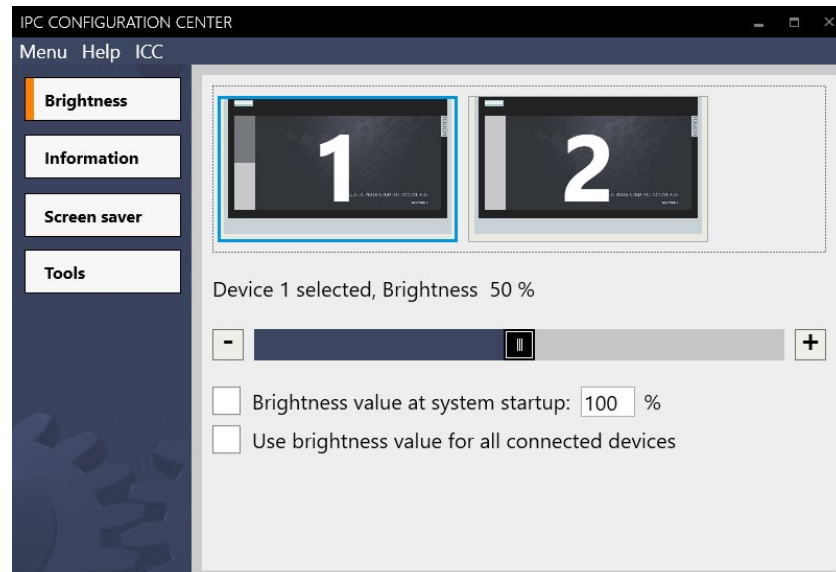 IPC CONFIGURATION CENTER
Menu Help ICC
Brightness
Information
Screen saver
Tools
1
2
Device 1 selected, Brightness 50 %
- +
Brightness value at system startup: 100 %
Use brightness value for all connected devices